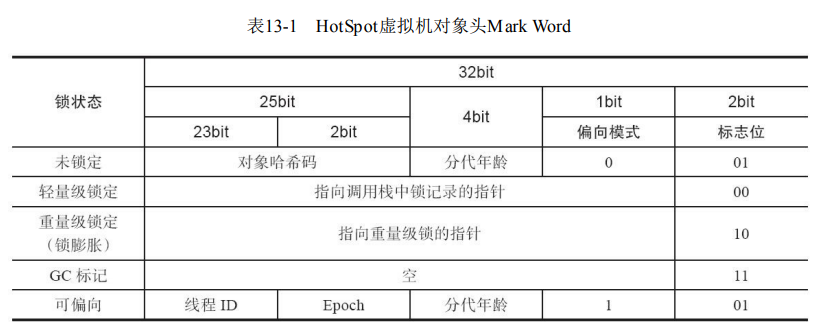 表13-1 HotSpot虚拟机对象头Mark Word
锁状态 32bit
25bit 4bit 1bit 2bit
23bit 2bit 偏向模式 标志位
未锁定 对象哈希码 分代年龄 0 01
轻量级锁定 指向调用栈中锁记录的指针 00
重量级锁定
（锁膨胀） 指向重量级锁的指针 10
GC 标记 空 11
可偏向 线程 ID Epoch 分代年龄 1 01